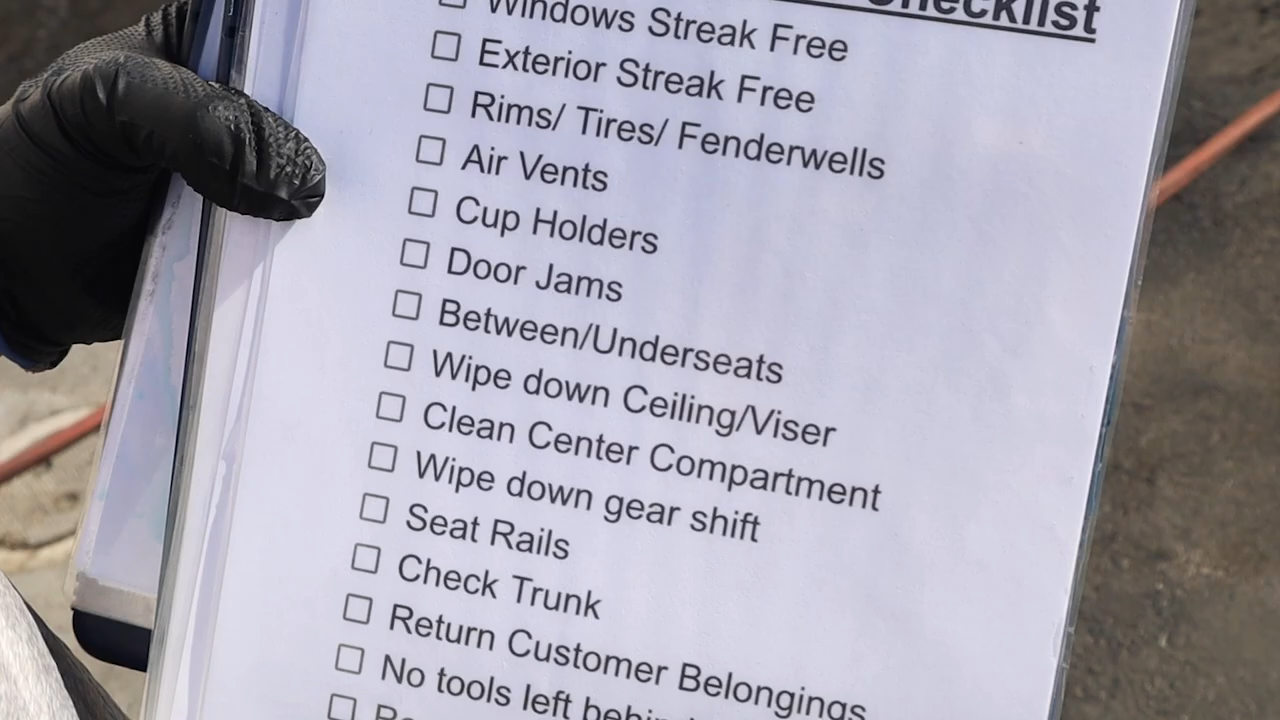 Checklist
☐ Windows Streak Free
☐ Exterior Streak Free
☐ Rims/ Tires/ Fenderwells
☐ Air Vents
☐ Cup Holders
☐ Door Jams
☐ Between/Underseats
☐ Wipe down Ceiling/Viser
☐ Clean Center Compartment
☐ Wipe down gear shift
☐ Seat Rails
☐ Check Trunk
☐ Return Customer Belongings
☐ No tools left behind